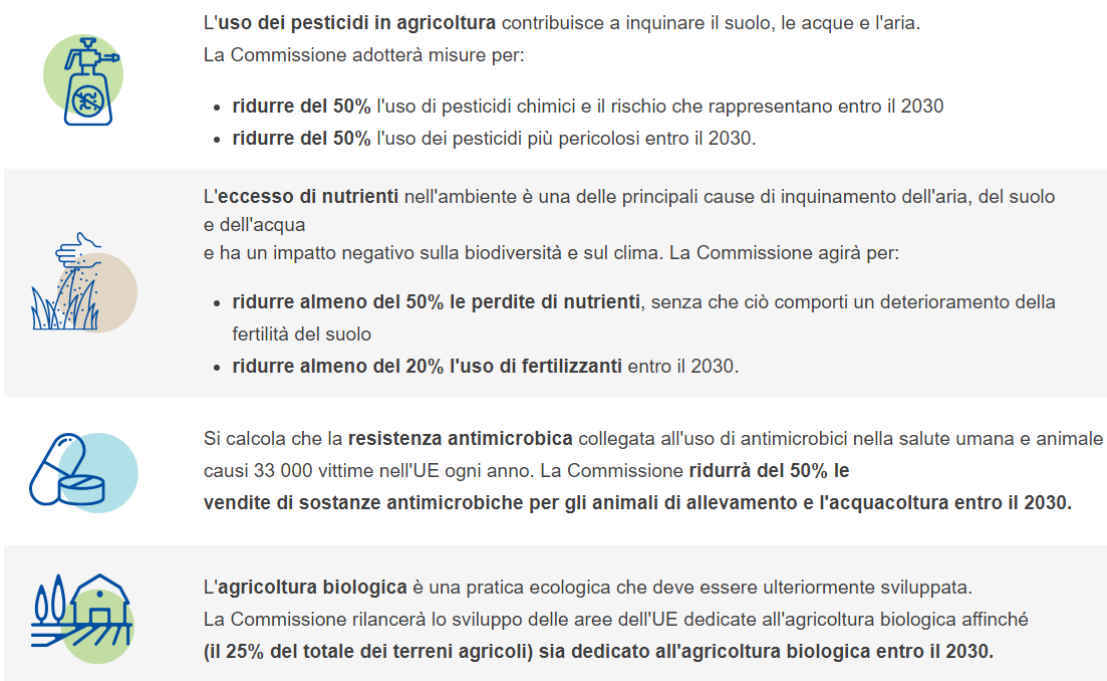 L'uso dei pesticidi in agricoltura contribuisce a inquinare il suolo, le acque e l'aria.
La Commissione adotterà misure per:
• ridurre del 50% l'uso di pesticidi chimici e il rischio che rappresentano entro il 2030
• ridurre del 50% l'uso dei pesticidi più pericolosi entro il 2030.
L'eccesso di nutrienti nell'ambiente è una delle principali cause di inquinamento dell'aria, del suolo
e dell'acqua
e ha un impatto negativo sulla biodiversità e sul clima. La Commissione agirà per:
• ridurre almeno del 50% le perdite di nutrienti, senza che ciò comporti un deterioramento della
fertilità del suolo
• ridurre almeno del 20% l'uso di fertilizzanti entro il 2030.
Si calcola che la resistenza antimicrobica collegata all'uso di antimicrobici nella salute umana e animale
causi 33 000 vittime nell'UE ogni anno. La Commissione ridurrà del 50% le
vendite di sostanze antimicrobiche per gli animali di allevamento e l'acquacoltura entro il 2030.
L'agricoltura biologica è una pratica ecologica che deve essere ulteriormente sviluppata.
La Commissione rilancerà lo sviluppo delle aree dell'UE dedicate all'agricoltura biologica affinché
(il 25% del totale dei terreni agricoli) sia dedicato all'agricoltura biologica entro il 2030.